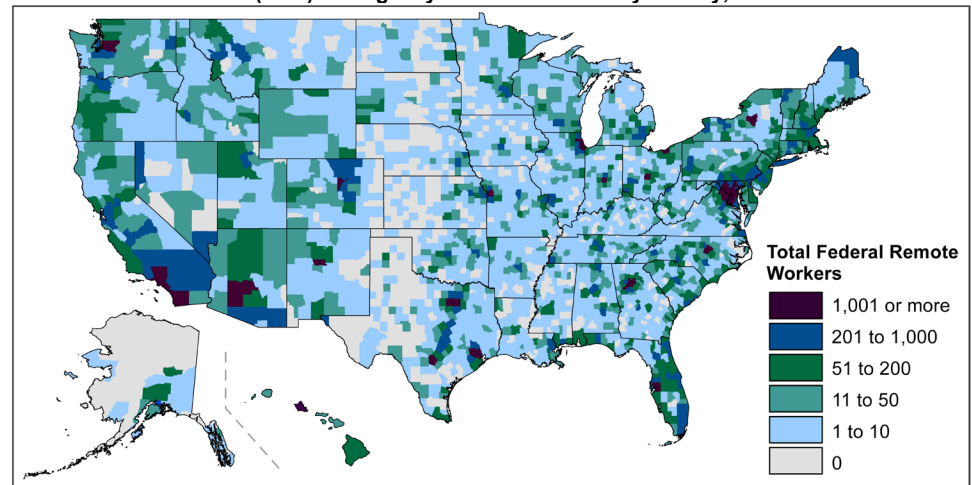 Total Federal Remote
Workers
1,001 or more
201 to 1,000
51 to 200
11 to 50
1 to 10
0